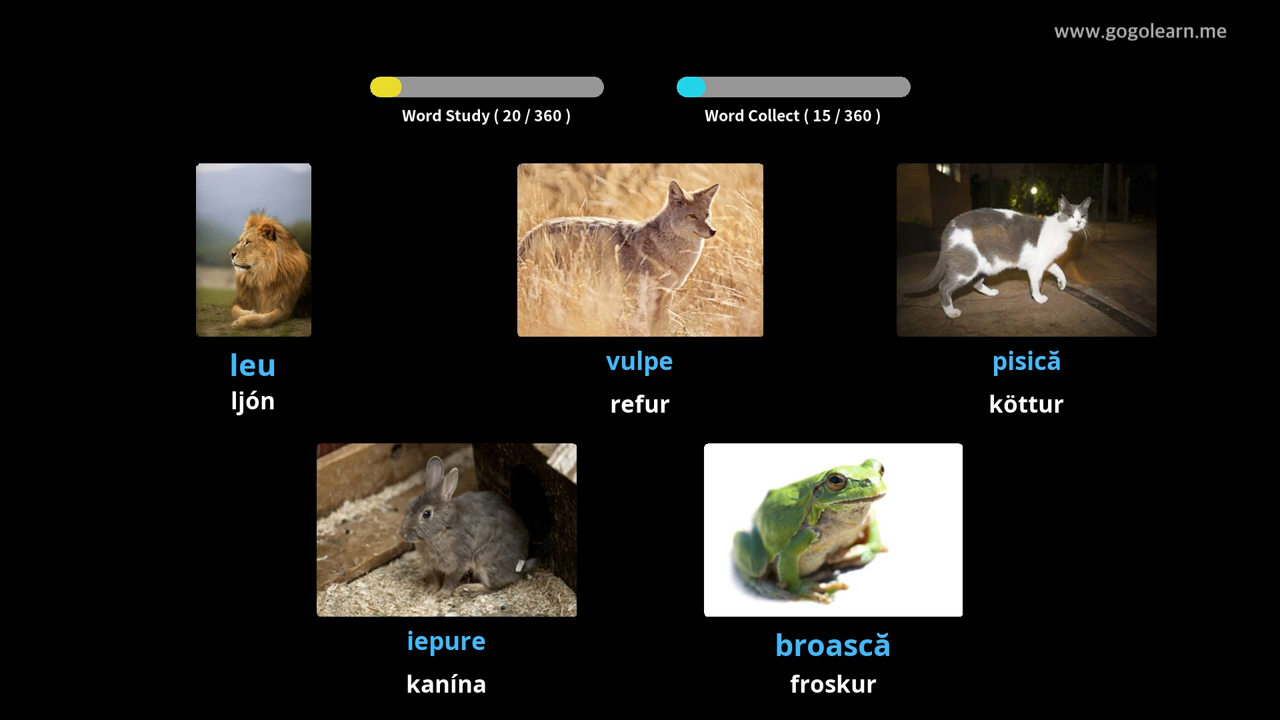 www.gogolearn.me
Word Study ( 20 / 360 )
Word Collect ( 15 / 360 )
leu
ljón
vulpe
refur
pisică
köttur
iepure
kanína
broască
froskur